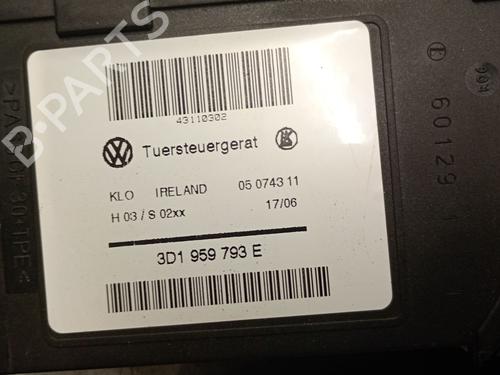 43110302
Tuersteuergerat
KLO IRELAND 05 0743 11
H 03 / S 02xx 17/06
3D1 959 793 E
60129
B-PARTS